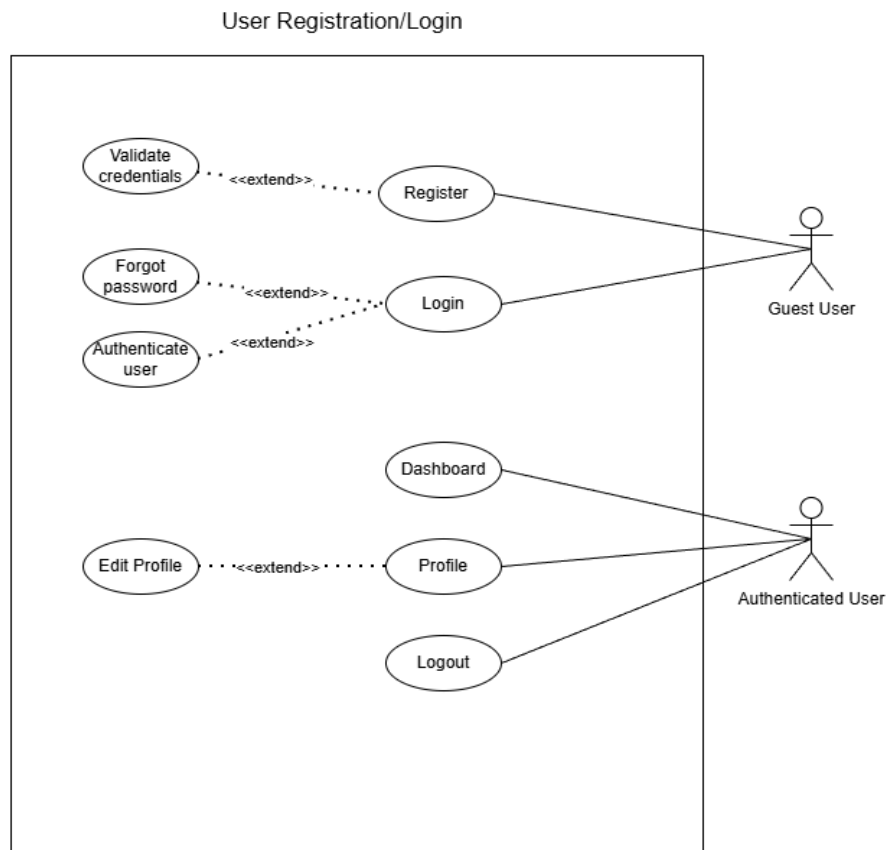 User Registration/Login
Validate
credentials
<<extend>>
Register
Forgot
password
<<extend>>
Login
Authenticate
user
<<extend>>
Guest User
Dashboard
Edit Profile
<<extend>>
Profile
Authenticated User
Logout